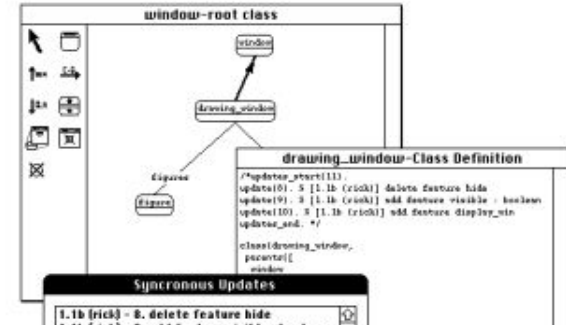 window-root class
window
drawing_window
figures
figure
drawing_window-Class Definition
/*updates_start(11).
update(8). S [1.1b (rick)] delete feature hide
update(9). S [1.1b (rick)] add feature visible : boolean
update(10). S [1.1b (rick)] add feature display_win
updates_end. */
class(drawing_window,
parents([
window
Syncronous Updates
1.1b (rick) - 8. delete feature hide